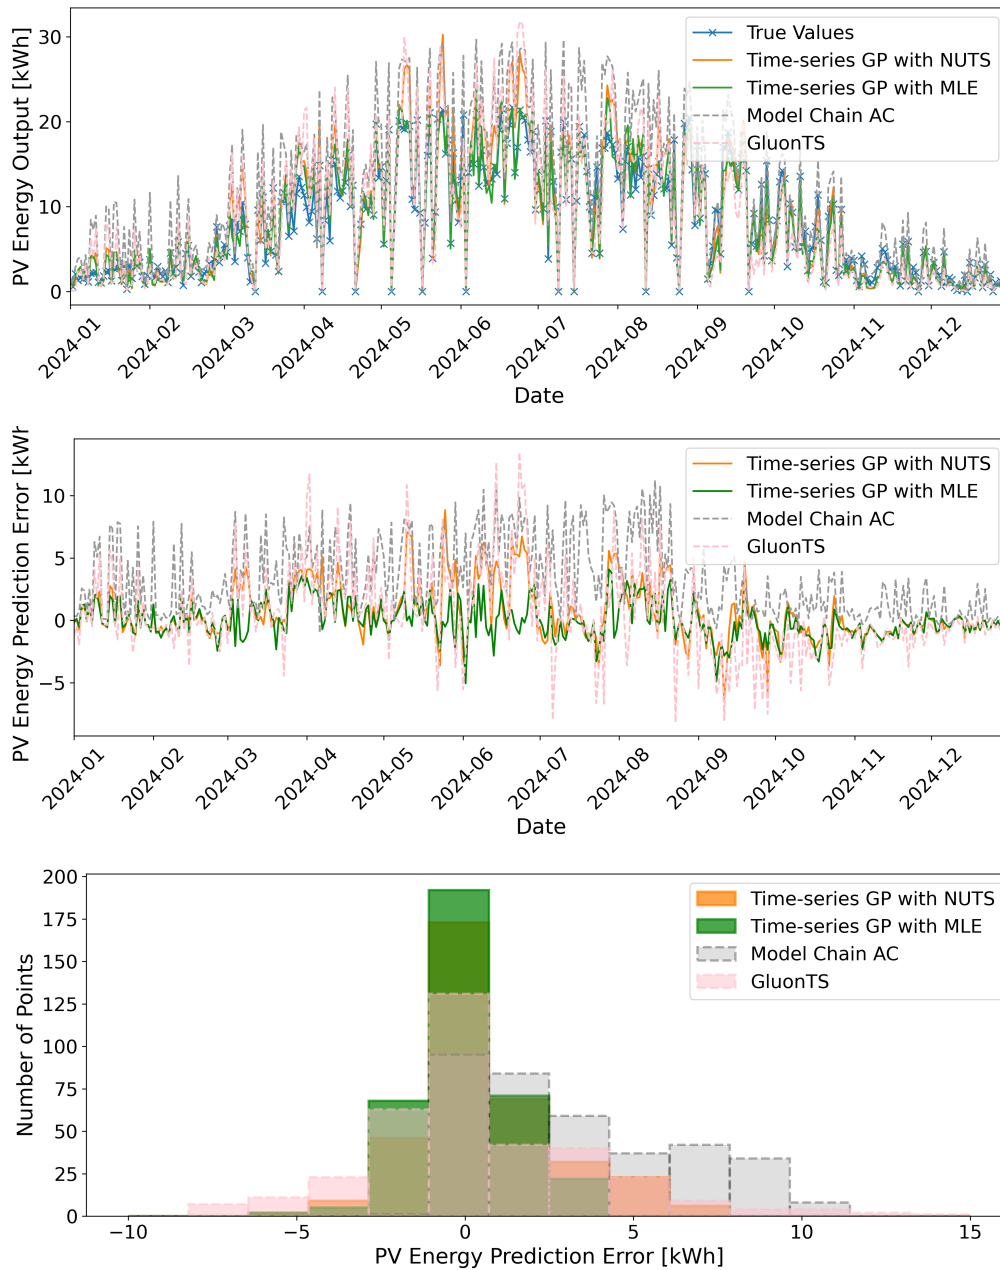 PV Energy Output [kWh]
30
20
10
0
True Values
Time-series GP with NUTS
Time-series GP with MLE
Model Chain AC
GluonTS
2024-01
2024-02
2024-03
2024-04
2024-05
2024-06
2024-07
2024-08
2024-09
2024-10
2024-11
2024-12
Date
PV Energy Prediction Error [kWh
10
5
0
−5
Time-series GP with NUTS
Time-series GP with MLE
Model Chain AC
GluonTS
2024-01
2024-02
2024-03
2024-04
2024-05
2024-06
2024-07
2024-08
2024-09
2024-10
2024-11
2024-12
Date
Number of Points
200
175
150
125
100
75
50
25
0
Time-series GP with NUTS
Time-series GP with MLE
Model Chain AC
GluonTS
−10
−5
0
5
10
15
PV Energy Prediction Error [kWh]